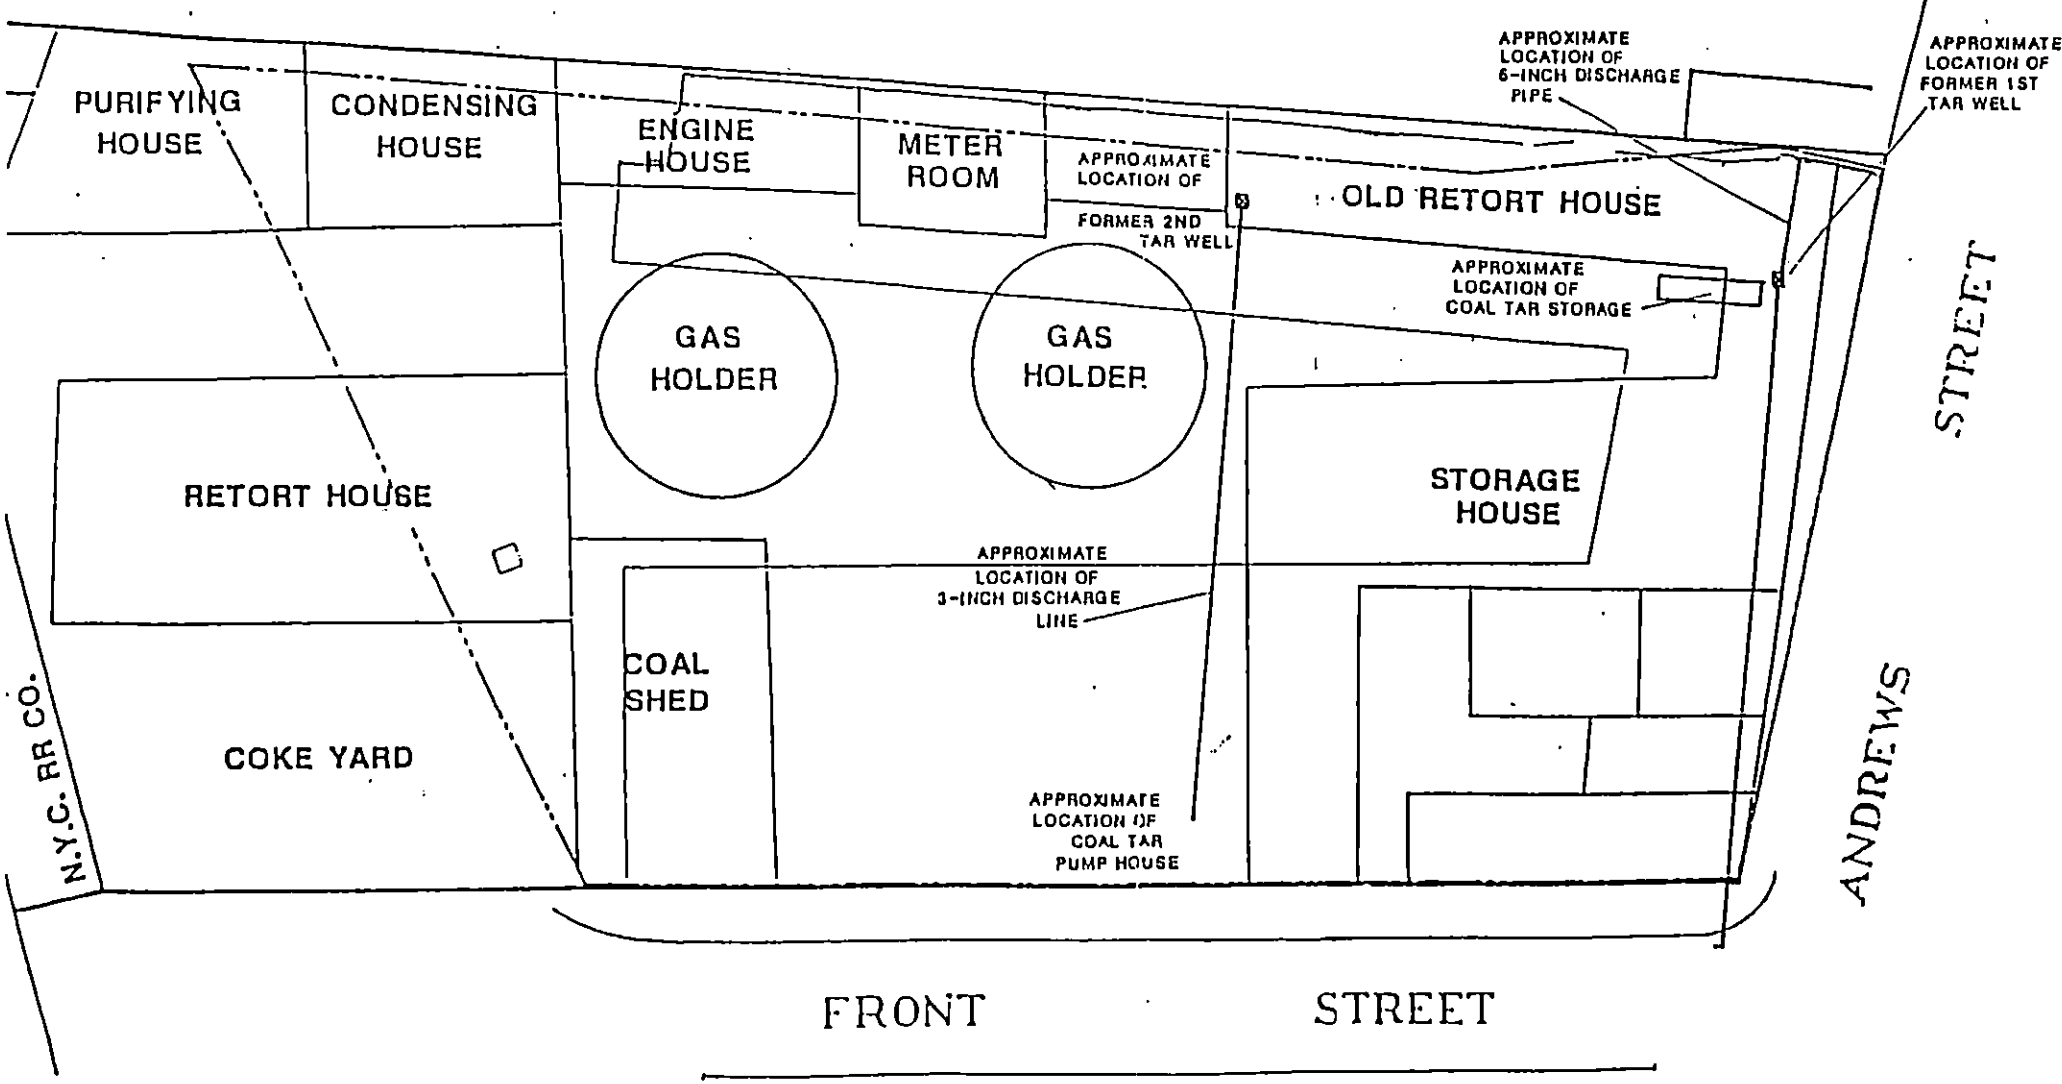 APPROXIMATE
LOCATION OF
6-INCH DISCHARGE
PIPE
APPROXIMATE
LOCATION OF
FORMER 1ST
TAR WELL
PURIFYING
HOUSE
CONDENSING
HOUSE
ENGINE
HOUSE
METER
ROOM
APPROXIMATE
LOCATION OF
FORMER 2ND
TAR WELL
OLD RETORT HOUSE
APPROXIMATE
LOCATION OF
COAL TAR STORAGE
GAS
HOLDER
GAS
HOLDER
RETORT HOUSE
STORAGE
HOUSE
APPROXIMATE
LOCATION OF
3-INCH DISCHARGE
LINE
COAL
SHED
COKE YARD
N.Y.C. RR CO.
APPROXIMATE
LOCATION OF
COAL TAR
PUMP HOUSE
ANDREWS STREET
FRONT STREET